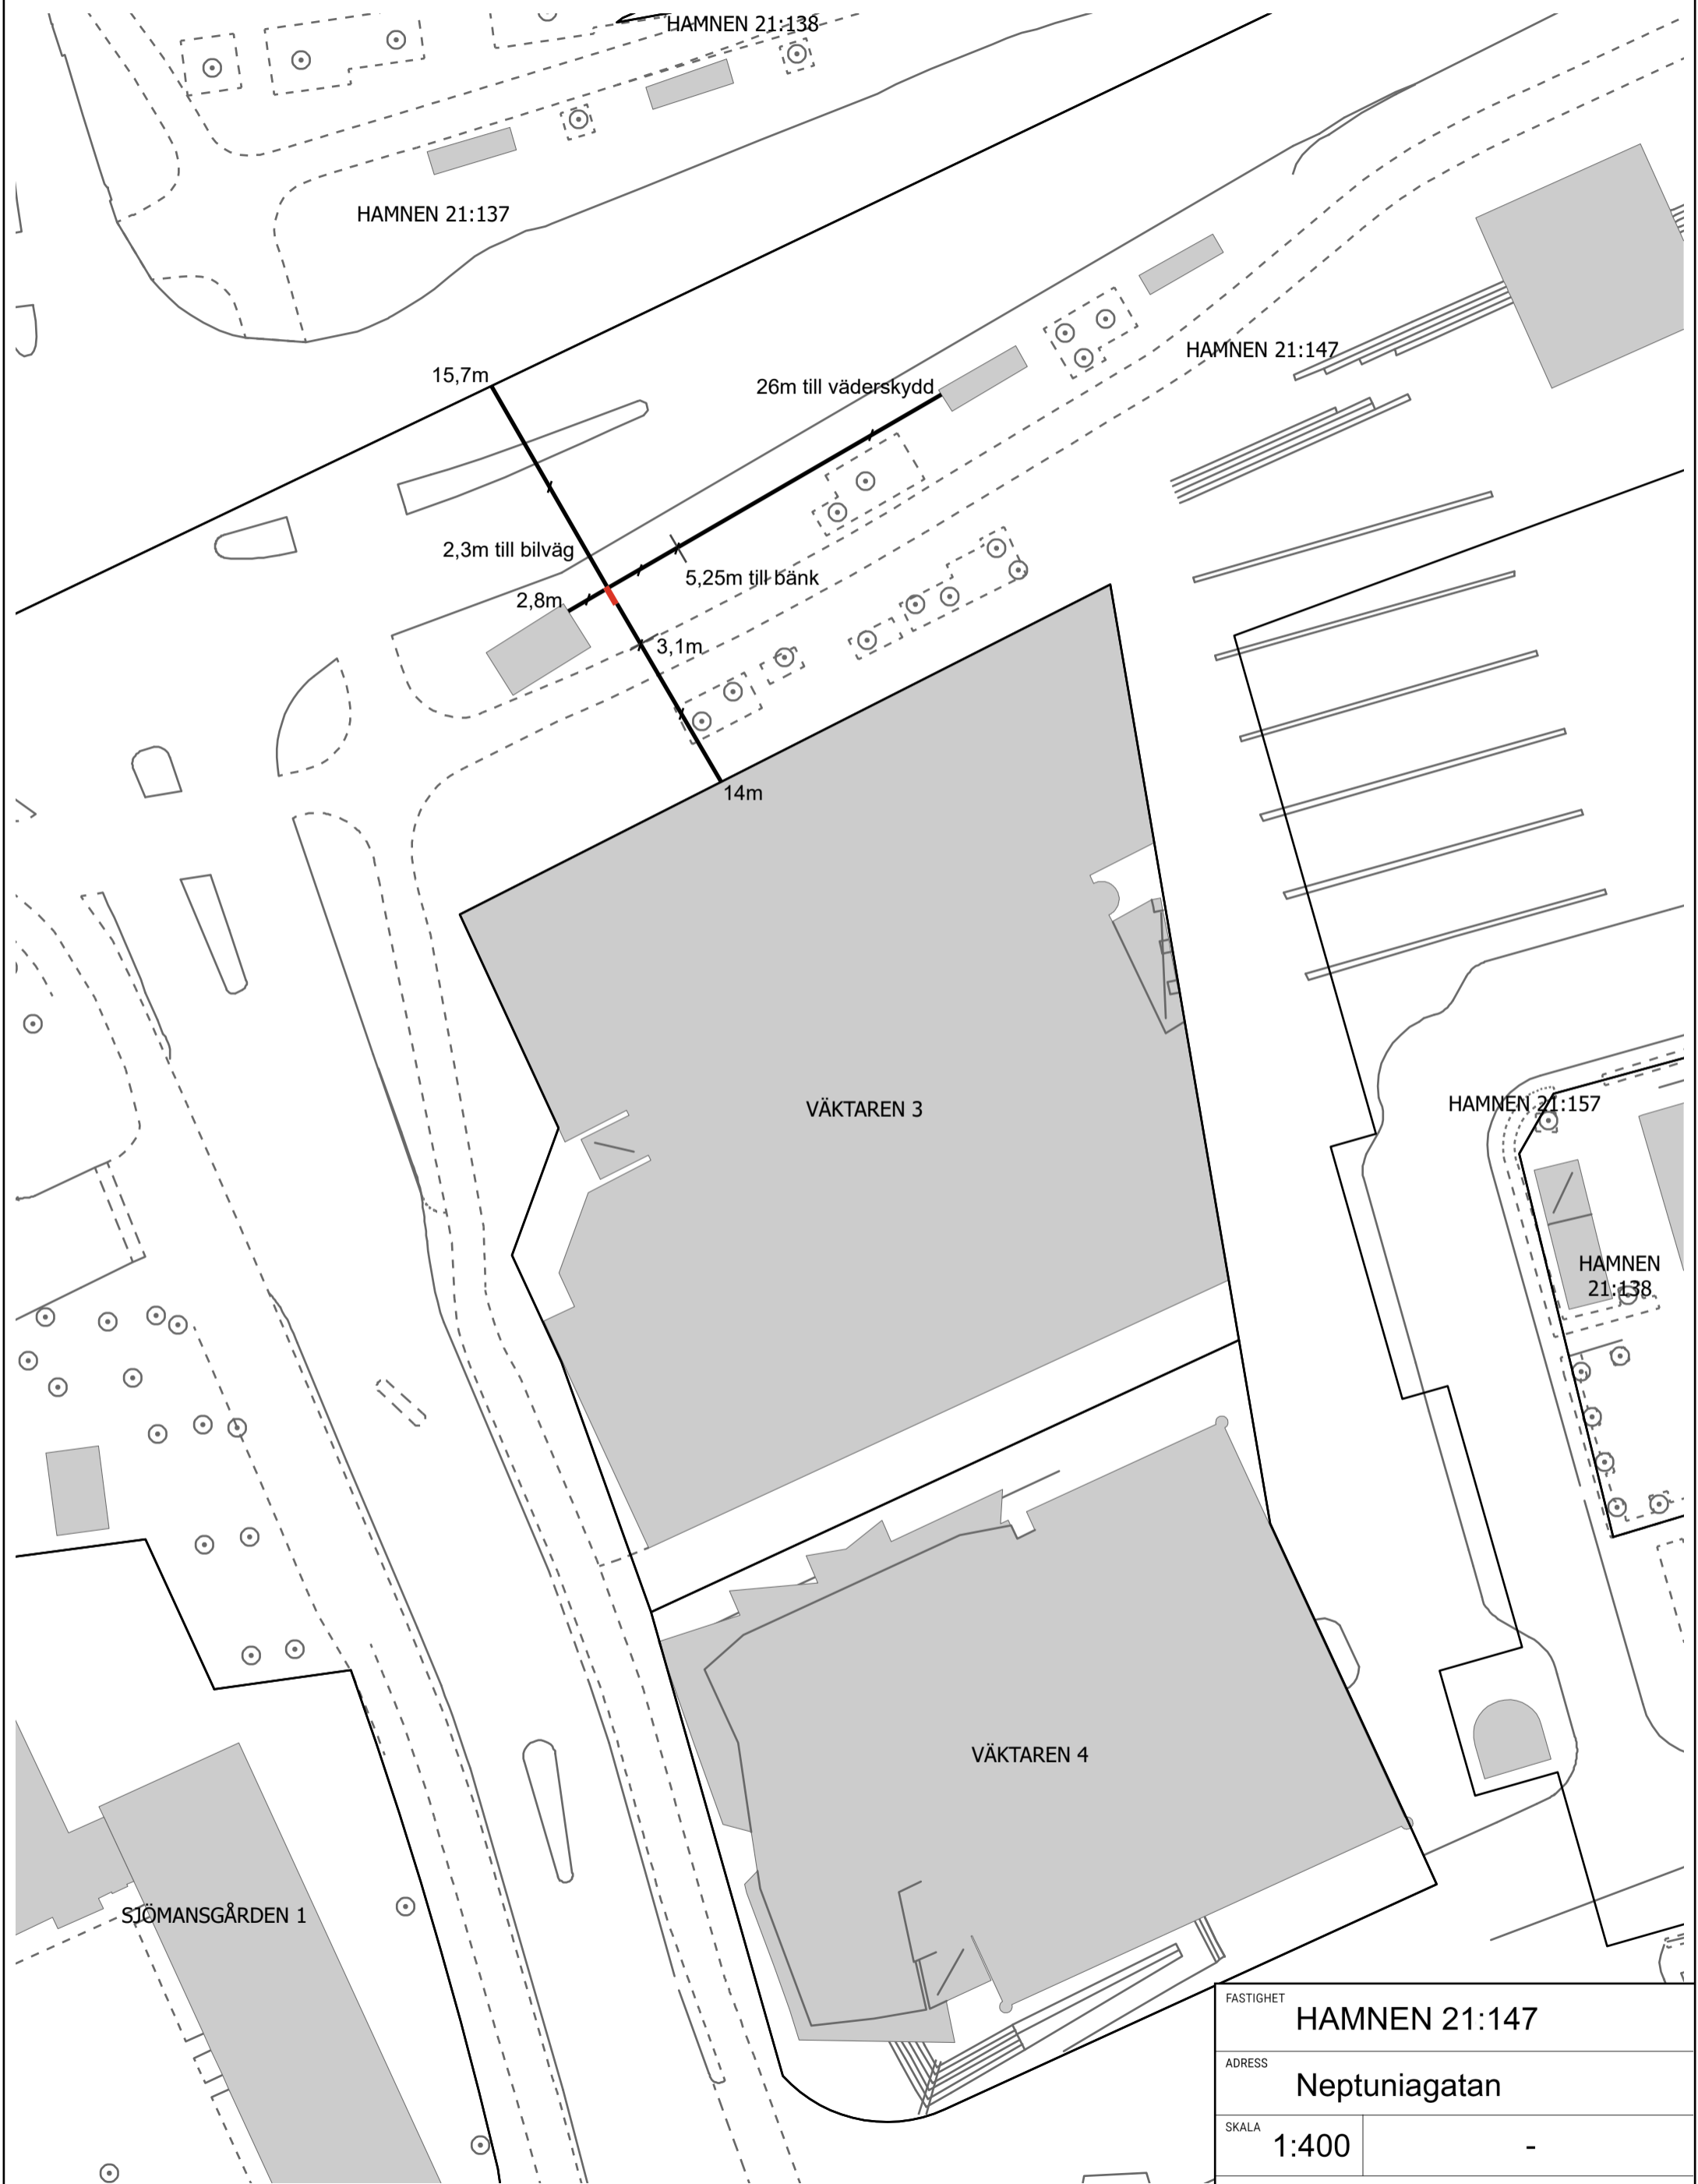 HAMNEN 21:138
HAMNEN 21:137
HAMNEN 21:147
15,7m
26m till väderskydd
2,3m till bilväg
5,25m till bänk
2,8m
3,1m
14m
VÄKTAREN 3
HAMNEN 21:157
HAMNEN
21:138
VÄKTAREN 4
SJÖMANSGÅRDEN 1
FASTIGHET
HAMNEN 21:147
ADRESS
Neptuniagatan
SKALA
1:400
-